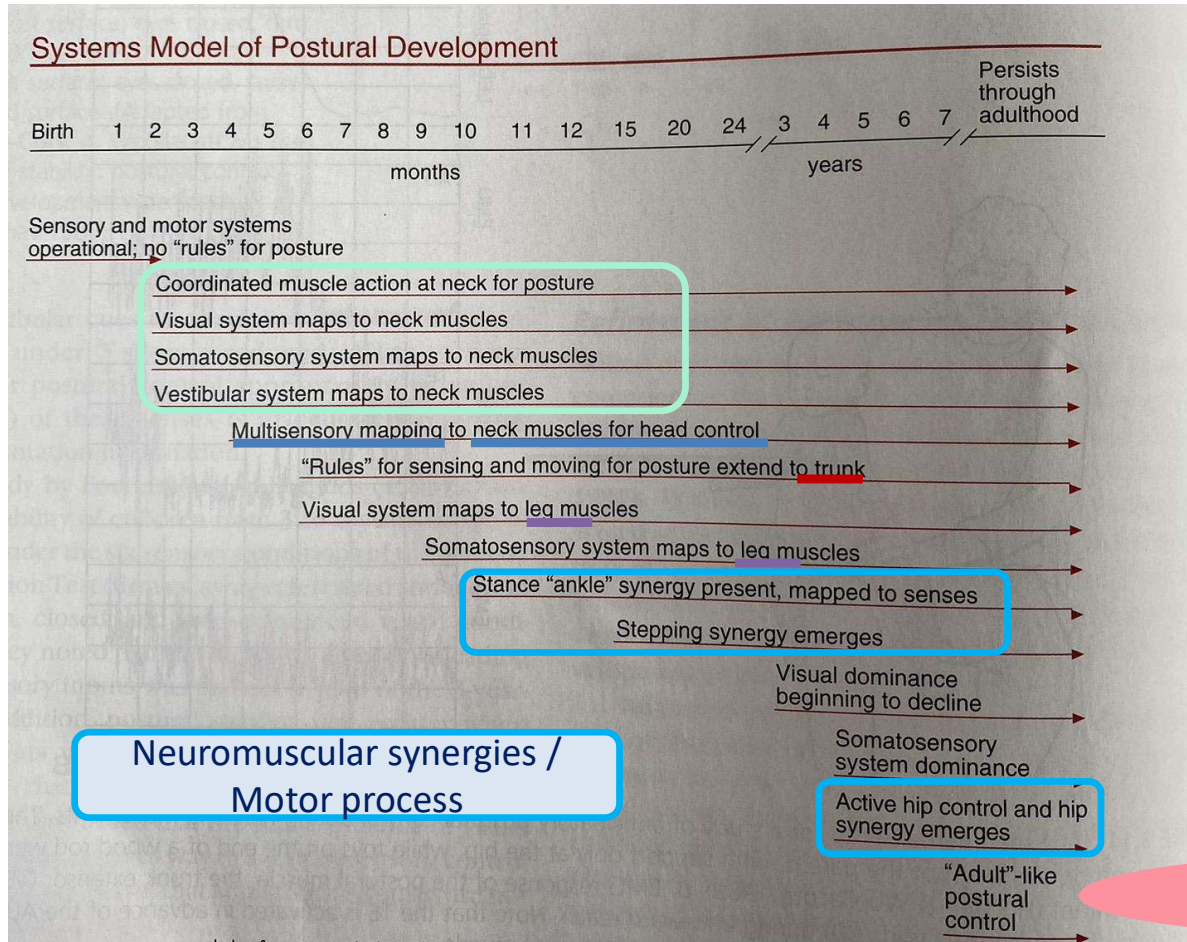 Systems Model of Postural Development
Persists
through
adulthood
Birth 1 2 3 4 5 6 7 8 9 10 11 12 15 20 24 3 4 5 6 7
months
years
Sensory and motor systems
operational; no “rules” for posture
Coordinated muscle action at neck for posture
Visual system maps to neck muscles
Somatosensory system maps to neck muscles
Vestibular system maps to neck muscles
Multisensory mapping to neck muscles for head control
“Rules” for sensing and moving for posture extend to trunk
Visual system maps to leg muscles
Somatosensory system maps to leg muscles
Stance “ankle” synergy present, mapped to senses
Stepping synergy emerges
Visual dominance
beginning to decline
Somatosensory
system dominance
Neuromuscular synergies /
Motor process
Active hip control and hip
synergy emerges
“Adult”-like
postural
control